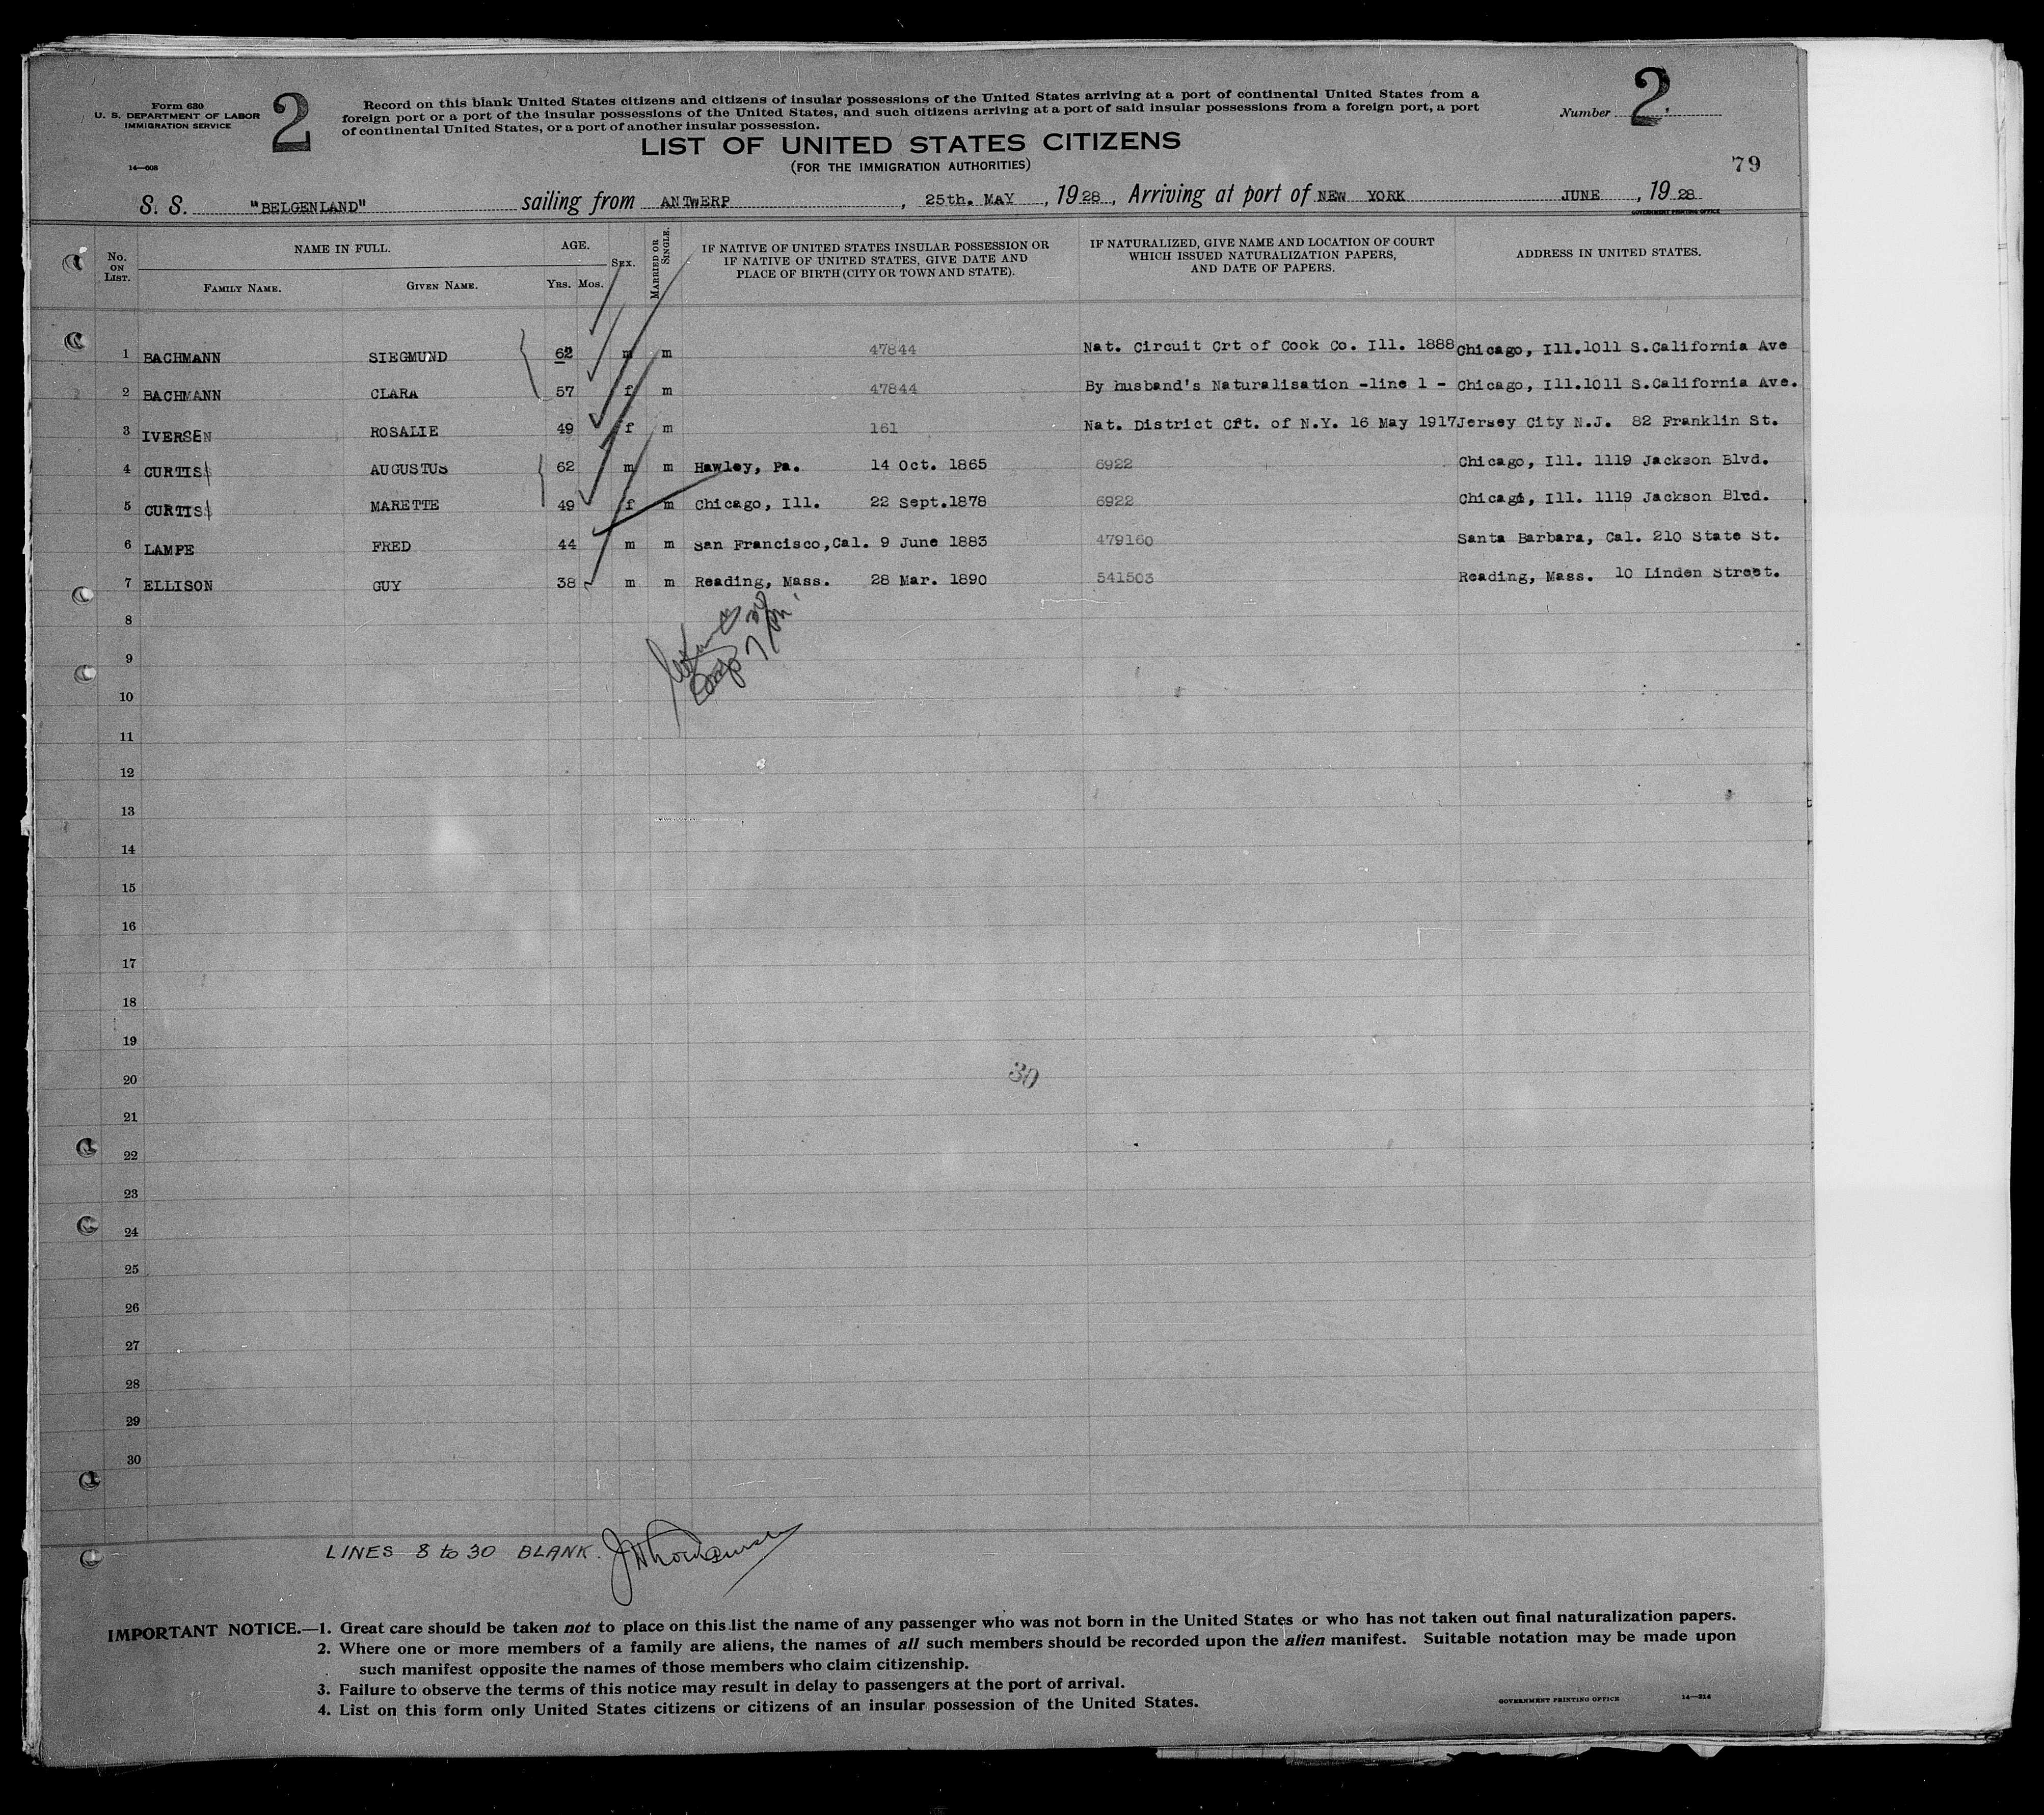 Form 630
U. S. DEPARTMENT OF LABOR
IMMIGRATION SERVICE
14—608
2
Record on this blank United States citizens and citizens of insular possessions of the United States arriving at a port of continental United States from a
foreign port or a port of the insular possessions of the United States, and such citizens arriving at a port of said insular possessions from a foreign port, a port
of continental United States, or a port of another insular possession.
Number 2.
LIST OF UNITED STATES CITIZENS
(FOR THE IMMIGRATION AUTHORITIES)
79
S. S. "BELGENLAND" sailing from ANTWERP, 25th. MAY, 1928, Arriving at port of NEW YORK JUNE, 1928
GOVERNMENT PRINTING OFFICE
No. ON LIST. NAME IN FULL. FAMILY NAME. GIVEN NAME. AGE. YRS. MOS. SEX. MARRIED OR SINGLE. IF NATIVE OF UNITED STATES INSULAR POSSESSION OR IF NATIVE OF UNITED STATES, GIVE DATE AND PLACE OF BIRTH (CITY OR TOWN AND STATE). IF NATURALIZED, GIVE NAME AND LOCATION OF COURT WHICH ISSUED NATURALIZATION PAPERS, AND DATE OF PAPERS. ADDRESS IN UNITED STATES.
1 BACHMANN SIEGMUND 62 m m 47844 Nat. Circuit Crt of Cook Co. Ill. 1888 Chicago, Ill. 1011 S.California Ave
2 BACHMANN CLARA 57 f m 47844 By husband's Naturalisation -line 1 - Chicago, Ill.1011 S.California Ave.
3 IVERSEN ROSALIE 49 f m 161 Nat. District Cft. of N.Y. 16 May 1917 Jersey City N.J. 82 Franklin St.
4 CURTIS AUGUSTUS 62 m m Hawley, Pa. 14 Oct. 1865 6922 Chicago, Ill. 1119 Jackson Blvd.
5 CURTIS MARETTE 49 f m Chicago, Ill. 22 Sept.1878 6922 Chicago, Ill. 1119 Jackson Blvd.
6 LAMPE FRED 44 m m San Francisco,Cal. 9 June 1883 479160 Santa Barbara, Cal. 210 State St.
7 ELLISON GUY 38 m m Reading, Mass. 28 Mar. 1890 541503 Reading, Mass. 10 Linden Street.
8
9
10
11
12
13
14
15
16
17
18
19
20 30
21
22
23
24
25
26
27
28
29
30
LINES 8 to 30 BLANK.
IMPORTANT NOTICE.—1. Great care should be taken not to place on this list the name of any passenger who was not born in the United States or who has not taken out final naturalization papers.
2. Where one or more members of a family are aliens, the names of all such members should be recorded upon the alien manifest. Suitable notation may be made upon
such manifest opposite the names of those members who claim citizenship.
3. Failure to observe the terms of this notice may result in delay to passengers at the port of arrival.
4. List on this form only United States citizens or citizens of an insular possession of the United States.
GOVERNMENT PRINTING OFFICE 14—214